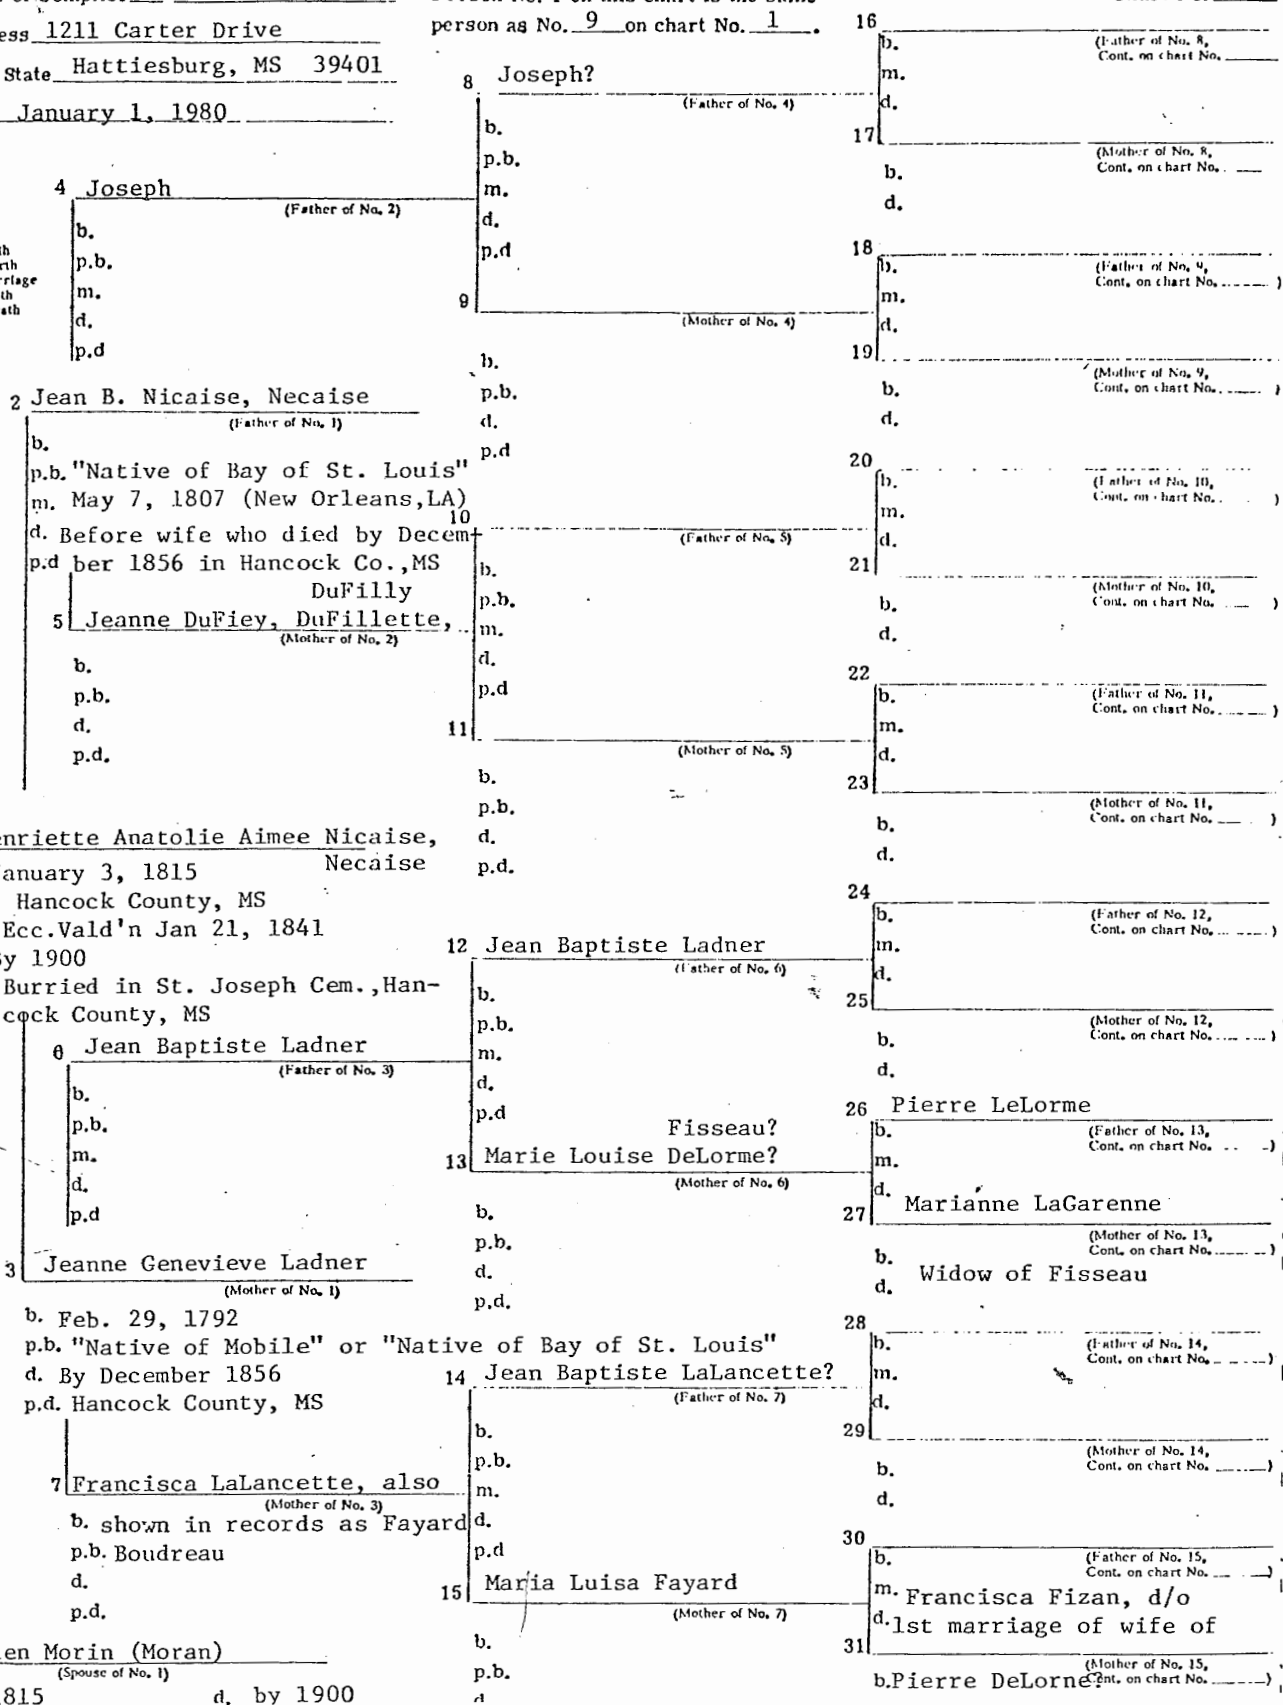 1211 Carter Drive
State Hattiesburg, MS 39401
January 1, 1980
person as No. 9 on chart No. 1 .
4 Joseph
(Father of No. 2)
b.
p.b.
m.
d.
p.d
2 Jean B. Nicaise, Necaise
(Father of No. 1)
b.
p.b. "Native of Bay of St. Louis"
m. May 7, 1807 (New Orleans,LA)
d. Before wife who died by Decem-
p.d ber 1856 in Hancock Co.,MS
DuFilly
5 Jeanne DuFiey, DuFillette,
(Mother of No. 2)
b.
p.b.
d.
p.d.
enriette Anatolie Aimee Nicaise,
Necaise
anuary 3, 1815
Hancock County, MS
Ecc.Vald'n Jan 21, 1841
by 1900
Burried in St. Joseph Cem.,Han-
cock County, MS
6 Jean Baptiste Ladner
(Father of No. 3)
b.
p.b.
m.
d.
p.d
3 Jeanne Genevieve Ladner
(Mother of No. 1)
b. Feb. 29, 1792
p.b. "Native of Mobile" or "Native of Bay of St. Louis"
d. By December 1856
p.d. Hancock County, MS
7 Francisca LaLancette, also
(Mother of No. 3)
b. shown in records as Fayard
p.b. Boudreau
d.
p.d.
en Morin (Moran)
(Spouse of No. 1)
1815 d. by 1900
8 Joseph?
(Father of No. 4)
b.
p.b.
m.
d.
p.d
9
(Mother of No. 4)
b.
p.b.
d.
p.d
10
(Father of No. 5)
b.
p.b.
m.
d.
p.d
11
(Mother of No. 5)
b.
p.b.
d.
p.d.
12 Jean Baptiste Ladner
(Father of No. 6)
b.
p.b.
m.
d.
p.d
Fisseau?
13 Marie Louise DeLorme?
(Mother of No. 6)
b.
p.b.
d.
p.d.
14 Jean Baptiste LaLancette?
(Father of No. 7)
b.
p.b.
m.
d.
p.d
15 Maria Luisa Fayard
(Mother of No. 7)
b.
p.b.
d
16
b. (Father of No. 8,
m. Cont. on chart No.
d.
17
(Mother of No. 8,
b. Cont. on chart No.
d.
18
b. (Father of No. 9,
m. Cont. on chart No. )
d.
19
(Mother of No. 9,
b. Cont. on chart No. )
d.
20
b. (Father of No. 10,
m. Cont. on chart No. )
d.
21
(Mother of No. 10,
b. Cont. on chart No. )
d.
22
b. (Father of No. 11,
m. Cont. on chart No. )
d.
23
(Mother of No. 11,
b. Cont. on chart No. )
d.
24
b. (Father of No. 12,
m. Cont. on chart No. )
d.
25
(Mother of No. 12,
b. Cont. on chart No. )
d.
26 Pierre LeLorme
b. (Father of No. 13,
m. Cont. on chart No. )
d.
27 Marianne LaGarenne
(Mother of No. 13,
b. Cont. on chart No. )
d. Widow of Fisseau
28
b. (Father of No. 14,
m. Cont. on chart No. )
d.
29
(Mother of No. 14,
b. Cont. on chart No. )
d.
30
b. (Father of No. 15,
Cont. on chart No. )
m. Francisca Fizan, d/o
d. 1st marriage of wife of
31
(Mother of No. 15,
b. Pierre DeLorne? Cont. on chart No. )